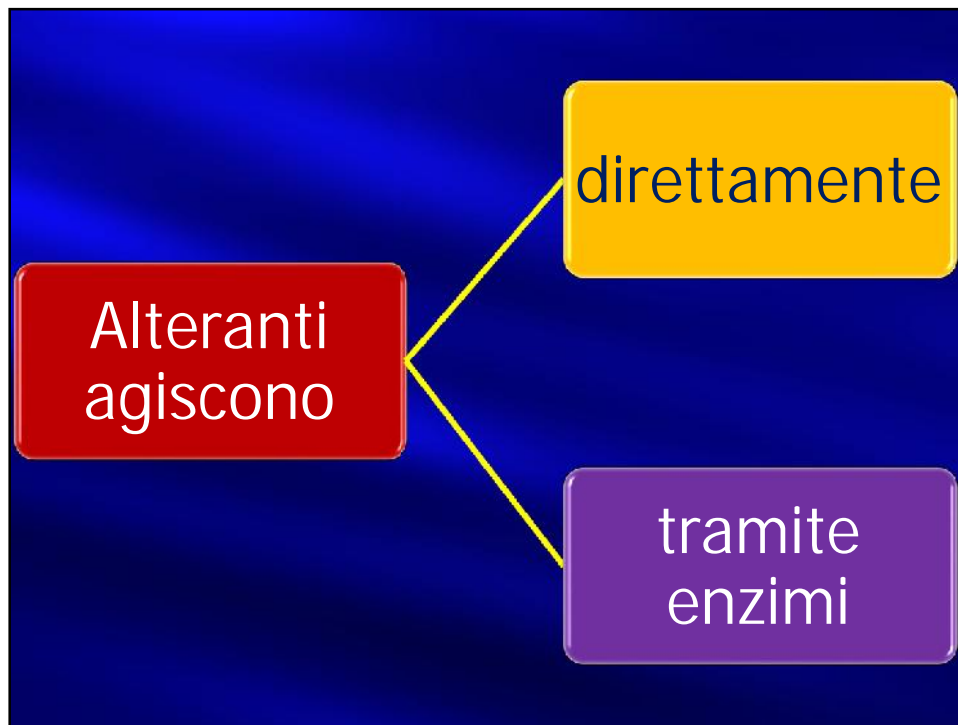 direttamente
Alteranti
agiscono
tramite
enzimi